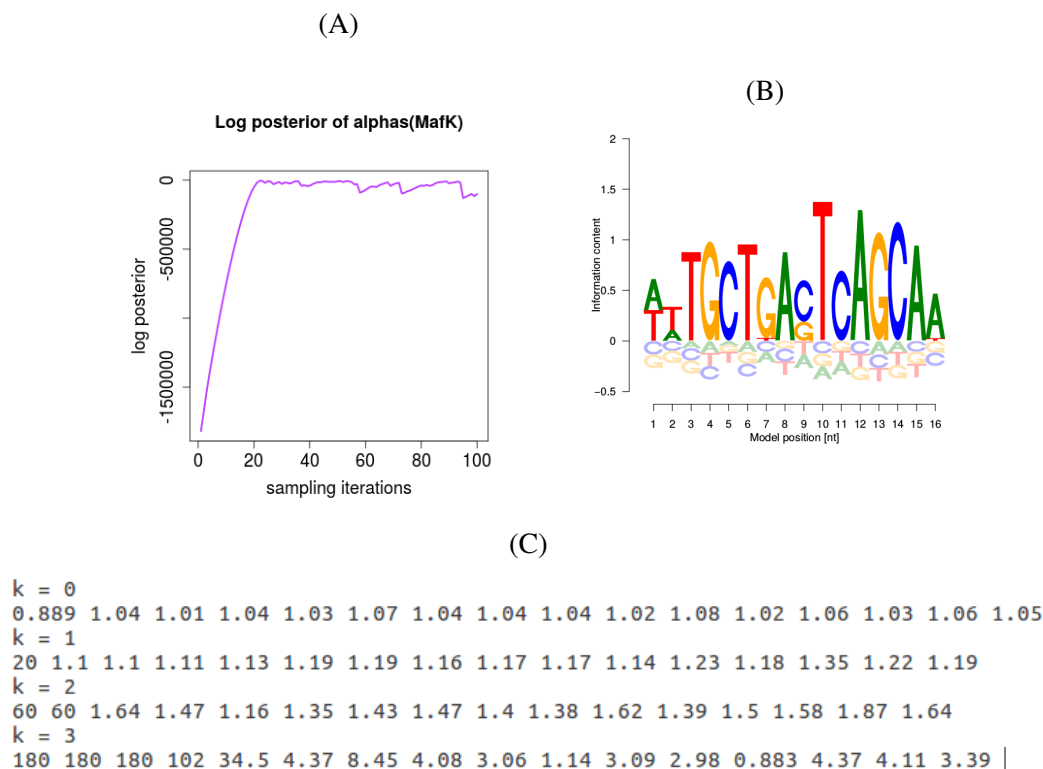 (A)
Log posterior of alphas(MafK)
0
-500000
-1500000
log posterior
0 20 40 60 80 100
sampling iterations
(B)
2
1.5
1
0.5
0
−0.5
Information content
1 2 3 4 5 6 7 8 9 10 11 12 13 14 15 16
Model position [nt]
(C)
k = 0
0.889 1.04 1.01 1.04 1.03 1.07 1.04 1.04 1.04 1.02 1.08 1.02 1.06 1.03 1.06 1.05
k = 1
20 1.1 1.1 1.11 1.13 1.19 1.19 1.16 1.17 1.17 1.14 1.23 1.18 1.35 1.22 1.19
k = 2
60 60 1.64 1.47 1.16 1.35 1.43 1.47 1.4 1.38 1.62 1.39 1.5 1.58 1.87 1.64
k = 3
180 180 180 102 34.5 4.37 8.45 4.08 3.06 1.14 3.09 2.98 0.883 4.37 4.11 3.39